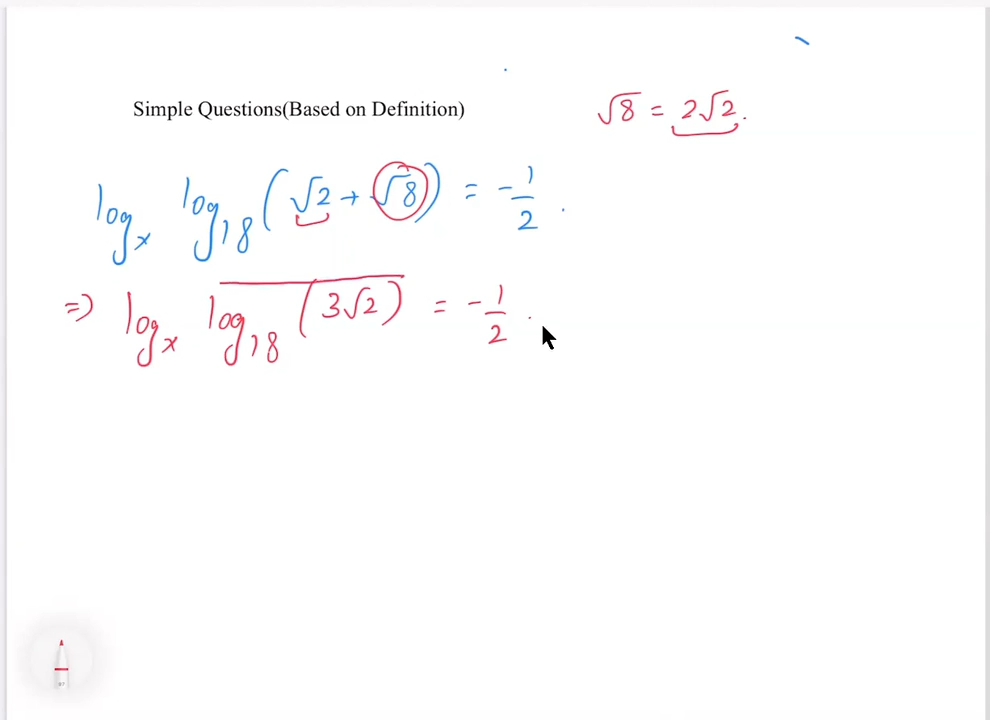 Simple Questions(Based on Definition)
√8 = 2√2.
log_x log_18 (√2 + √8) = -1/2.
=> log_x log_18 (3√2) = -1/2.